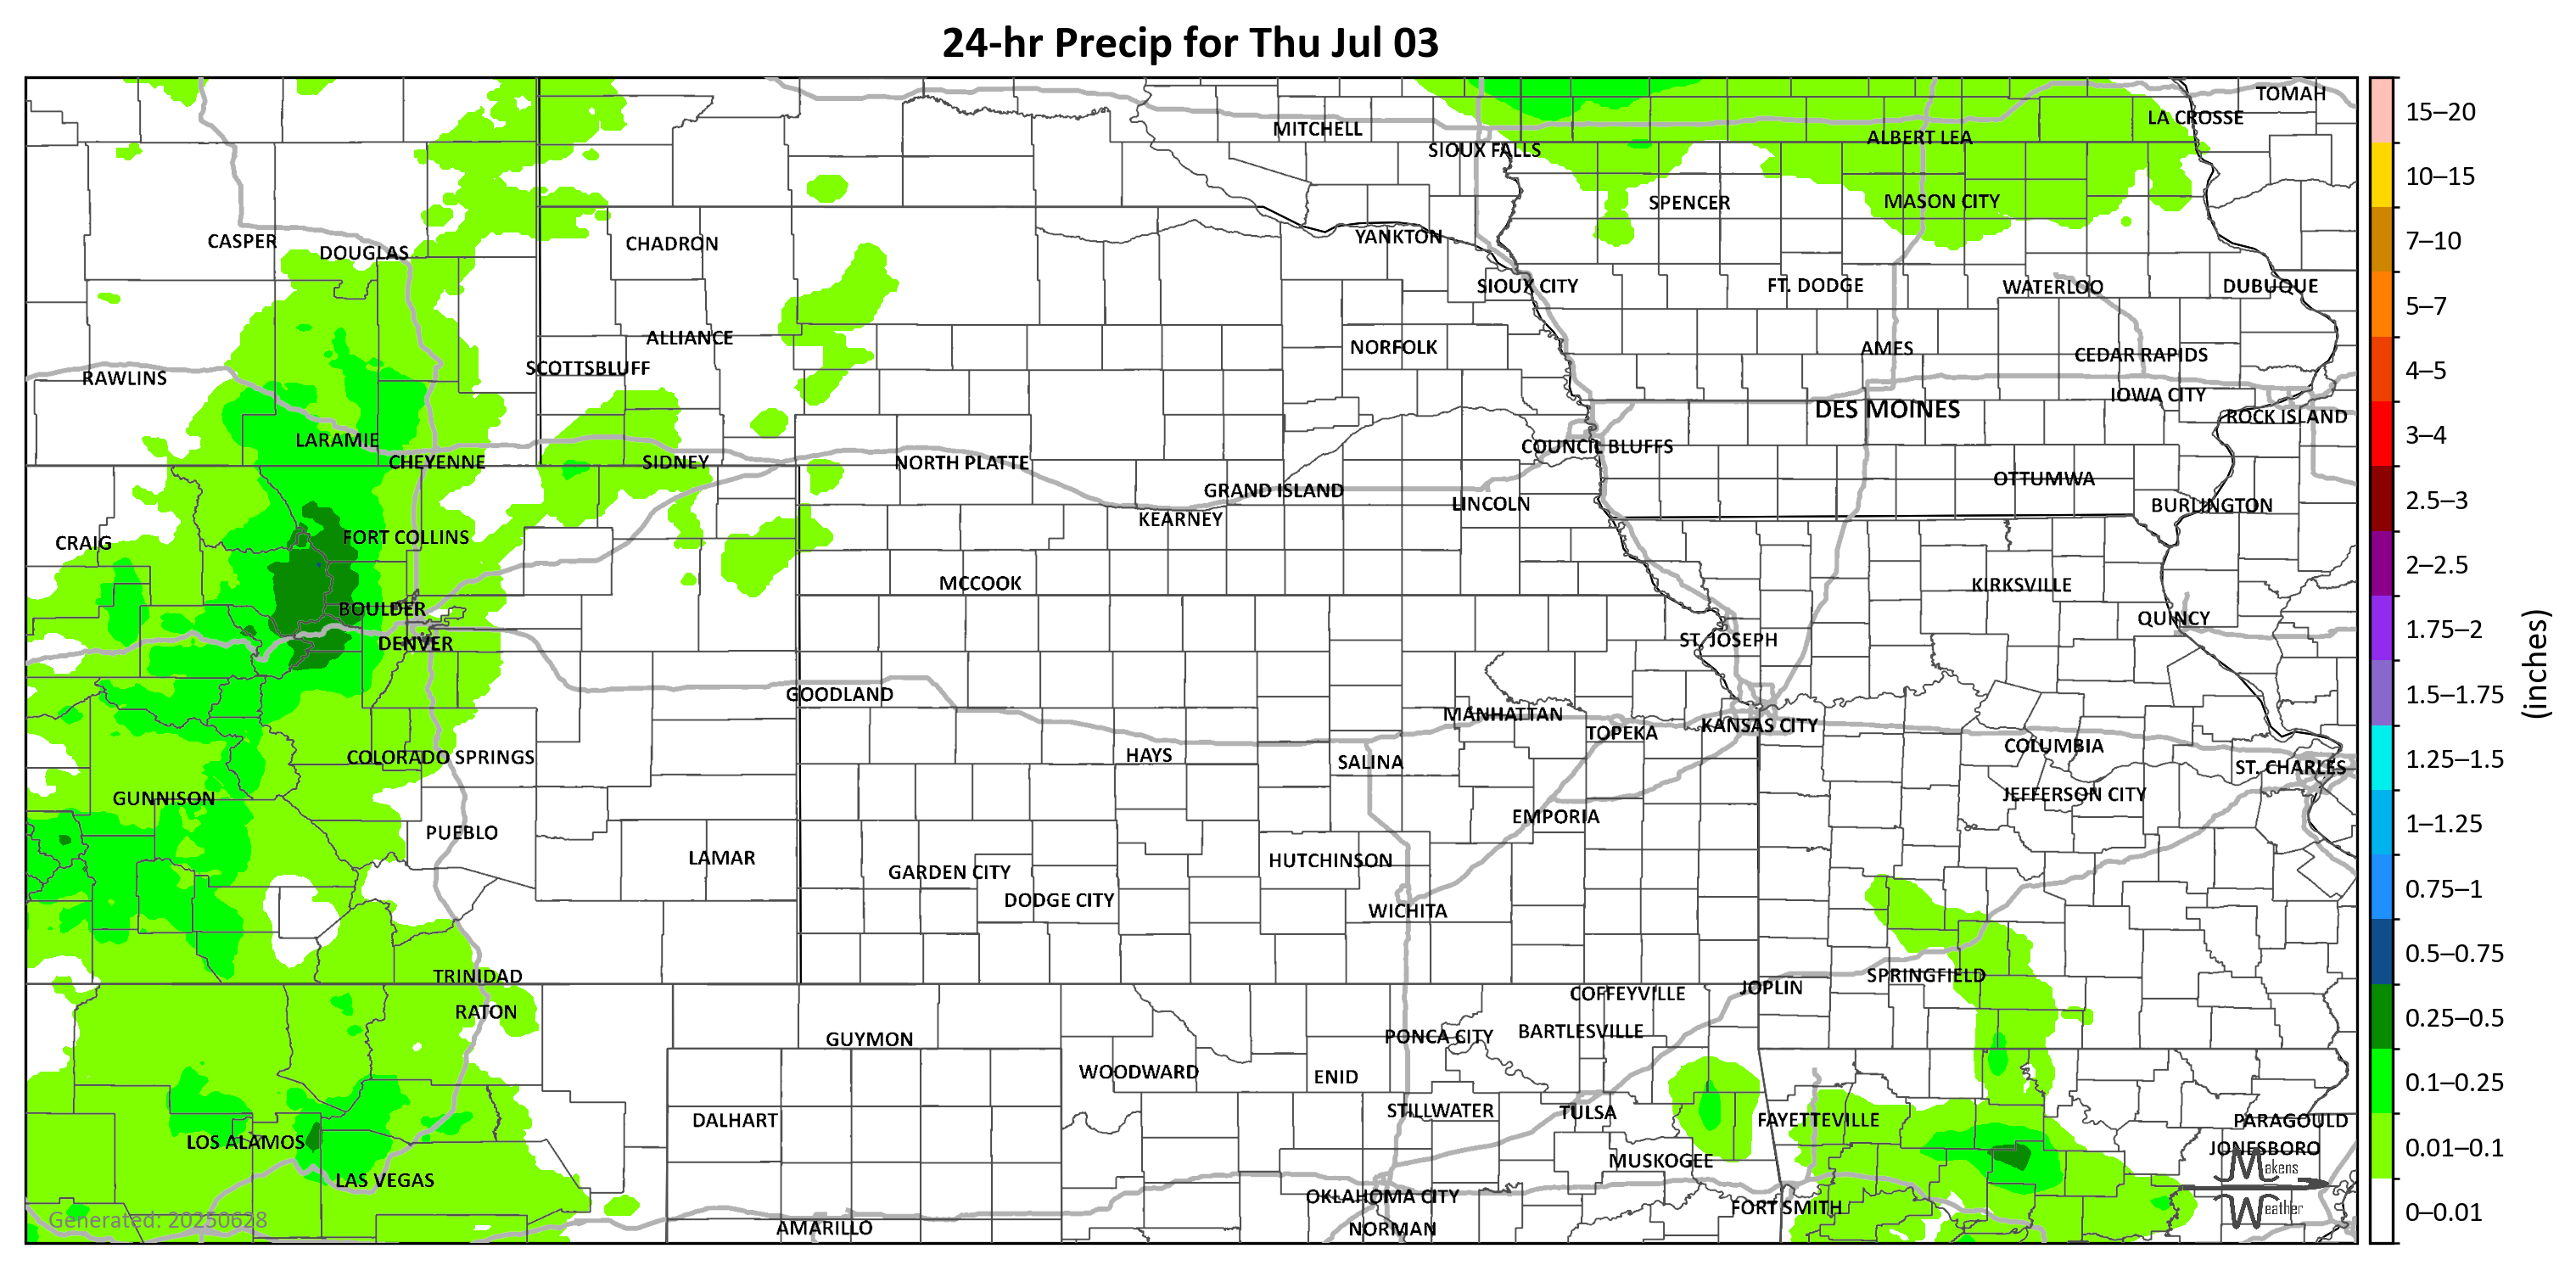 24-hr Precip for Thu Jul 03
TOMAH
LA CROSSE
MITCHELL
ALBERT LEA
SIOUX FALLS
SPENCER
MASON CITY
CASPER
DOUGLAS
CHADRON
YANKTON
SIOUX CITY
FT. DODGE
WATERLOO
DUBUQUE
ALLIANCE
NORFOLK
AMES
CEDAR RAPIDS
SCOTTSBLUFF
RAWLINS
IOWA CITY
DES MOINES
ROCK ISLAND
LARAMIE
COUNCIL BLUFFS
CHEYENNE
SIDNEY
NORTH PLATTE
OTTUMWA
GRAND ISLAND
LINCOLN
BURLINGTON
KEARNEY
FORT COLLINS
CRAIG
MCCOOK
KIRKSVILLE
BOULDER
QUINCY
DENVER
ST. JOSEPH
GOODLAND
MANHATTAN
TOPEKA
KANSAS CITY
COLUMBIA
COLORADO SPRINGS
HAYS
SALINA
ST. CHARLES
GUNNISON
JEFFERSON CITY
EMPORIA
PUEBLO
LAMAR
HUTCHINSON
GARDEN CITY
DODGE CITY
WICHITA
TRINIDAD
SPRINGFIELD
JOPLIN
COFFEYVILLE
RATON
GUYMON
PONCA CITY
BARTLESVILLE
WOODWARD
ENID
STILLWATER
TULSA
DALHART
FAYETTEVILLE
PARAGOULD
LOS ALAMOS
JONESBORO
MUSKOGEE
LAS VEGAS
OKLAHOMA CITY
FORT SMITH
AMARILLO
NORMAN
Makens
Weather
Generated: 20250628
15–20
10–15
7–10
5–7
4–5
3–4
2.5–3
2–2.5
1.75–2
1.5–1.75
1.25–1.5
1–1.25
0.75–1
0.5–0.75
0.25–0.5
0.1–0.25
0.01–0.1
0–0.01
(inches)